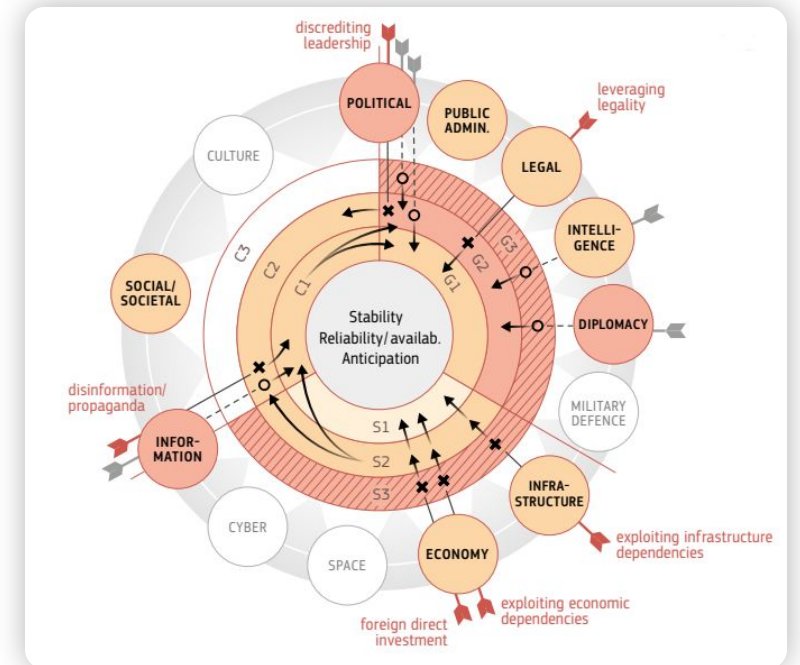 discrediting
leadership
POLITICAL
PUBLIC
ADMIN.
leveraging
legality
LEGAL
CULTURE
INTELLI-
GENCE
C3
C2
C1
G3
G2
G1
SOCIAL/
SOCIETAL
Stability
Reliability/availab.
Anticipation
DIPLOMACY
disinformation/
propaganda
MILITARY
DEFENCE
INFOR-
MATION
S1
S2
S3
INFRA-
STRUCTURE
CYBER
SPACE
ECONOMY
exploiting infrastructure
dependencies
foreign direct
investment
exploiting economic
dependencies